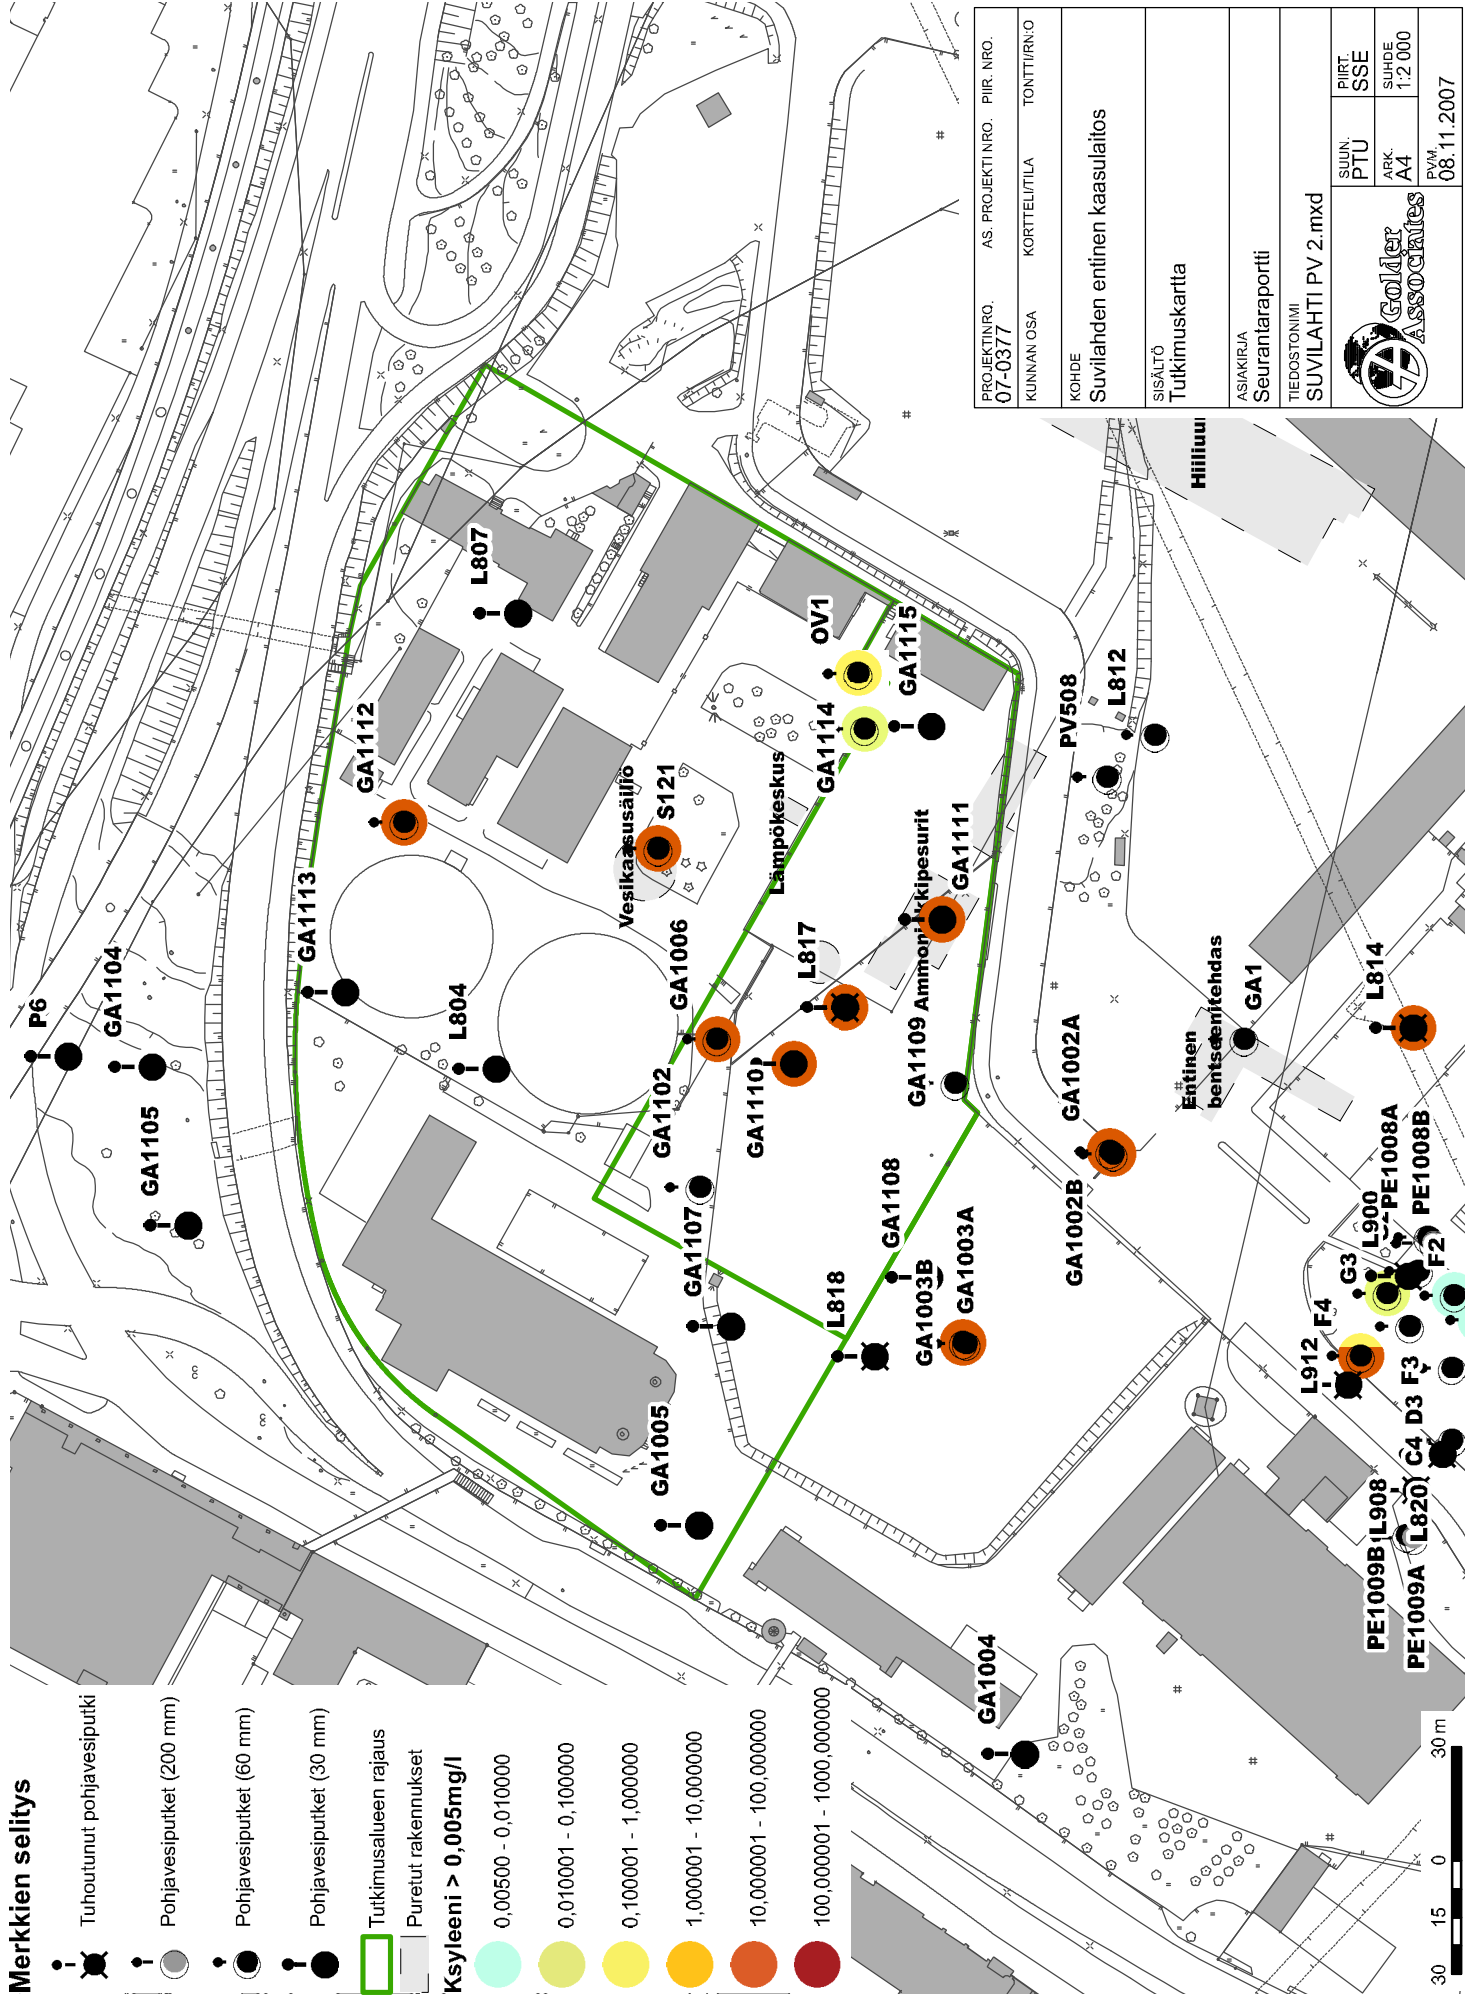 P6
GA1104
GA1105
GA1113
GA1112
L807
L804
Vesikaasusäiliö
S121
GA1006
Lämpökeskus
OV1
GA1114
GA1115
L817
GA1102
GA1110
Ammoniakkipesurit
GA1111
GA1109
GA1107
GA1108
L818
GA1003B
GA1003A
GA1005
GA1004
GA1002A
GA1002B
PV508
L812
Entinen
bentseenitehdas
GA1
L814
PE1008A
PE1008B
L900
G3
F2
F4
L912
F3
D3
C4
L908
L820
PE1009B
PE1009A
Merkkien selitys
Tuhoutunut pohjavesiputki
Pohjavesiputket (200 mm)
Pohjavesiputket (60 mm)
Pohjavesiputket (30 mm)
Tutkimusalueen rajaus
Puretut rakennukset
Ksyleeni > 0,005mg/l
0,00500 - 0,010000
0,010001 - 0,100000
0,100001 - 1,000000
1,000001 - 10,000000
10,000001 - 100,000000
100,000001 - 1000,000000
30 15 0 30 m
PROJEKTINRO. AS. PROJEKTI NRO. PIIR. NRO.
07-0377
KUNNAN OSA KORTTELI/TILA TONTTI/RN:O
KOHDE
Suvilahden entinen kaasulaitos
SISÄLTÖ
Tutkimuskartta
ASIAKIRJA
Seurantaraportti
TIEDOSTONIMI
SUVILAHTI PV 2.mxd
Golder
Associates
SUUN. PIIRT.
PTU SSE
ARK. SUHDE
A4 1:2 000
PVM.
08.11.2007